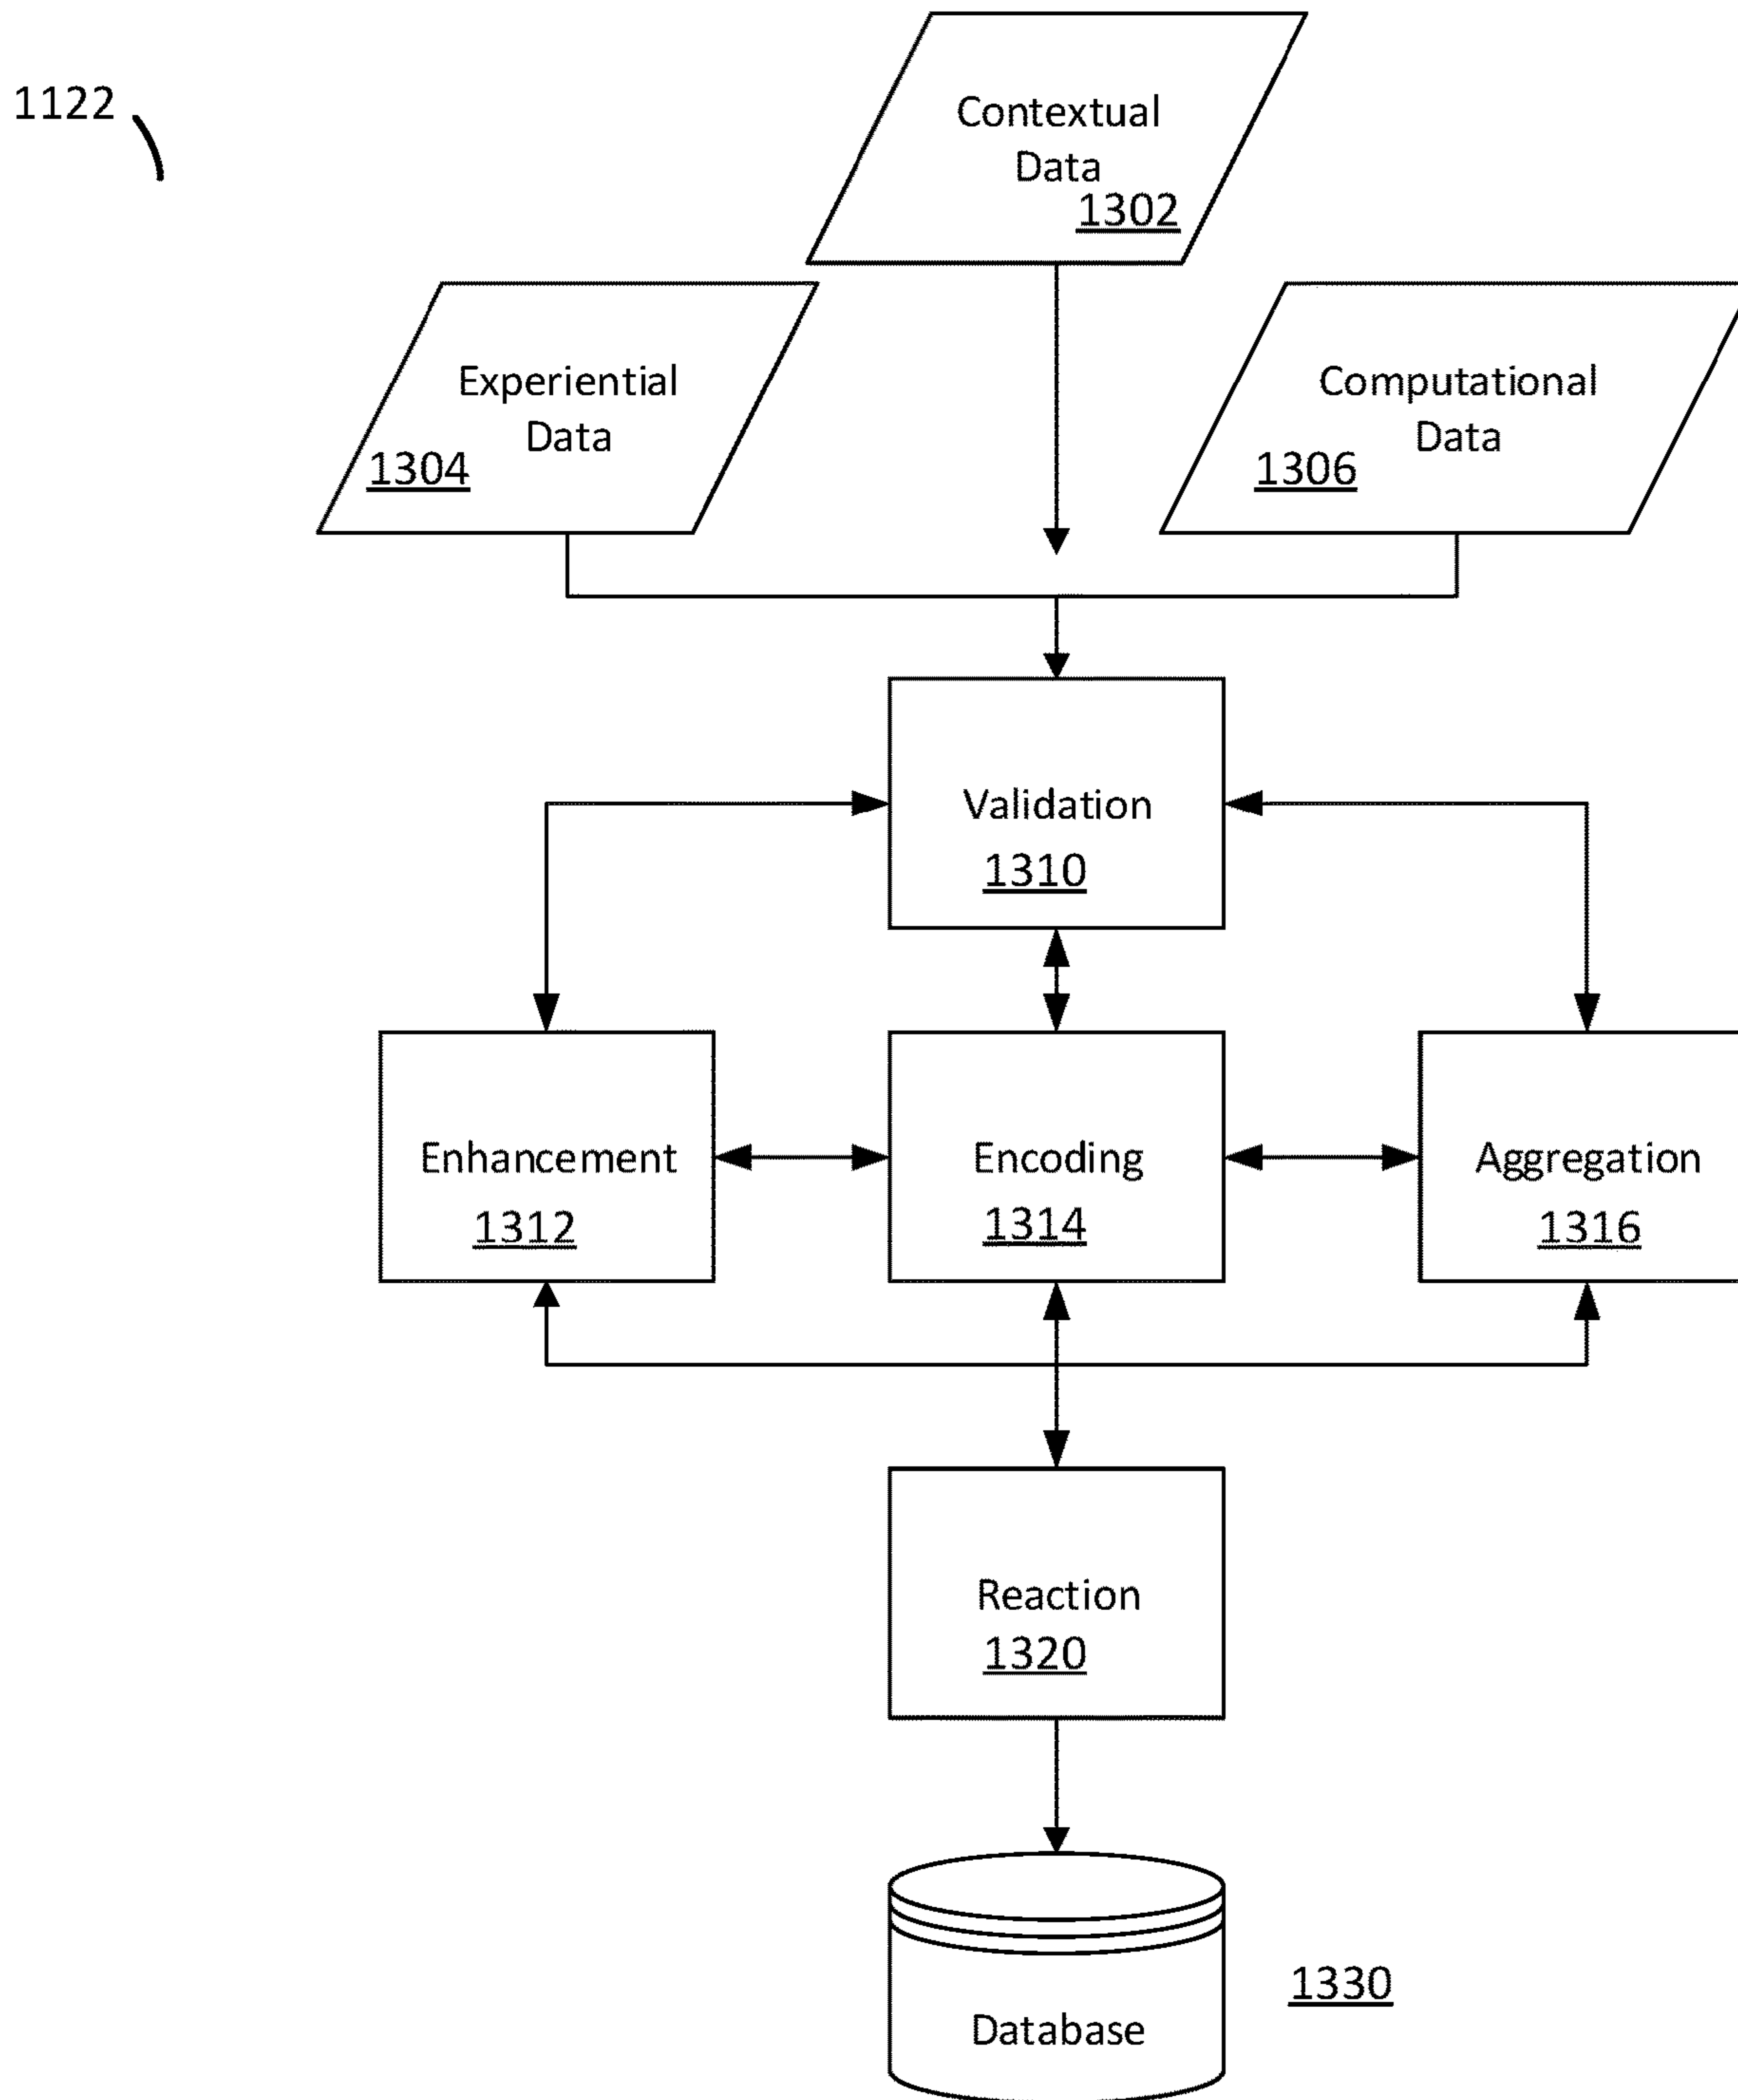 1122
Contextual
Data
1302
Experiential
Data
1304
Computational
Data
1306
Validation
1310
Enhancement
1312
Encoding
1314
Aggregation
1316
Reaction
1320
Database
1330